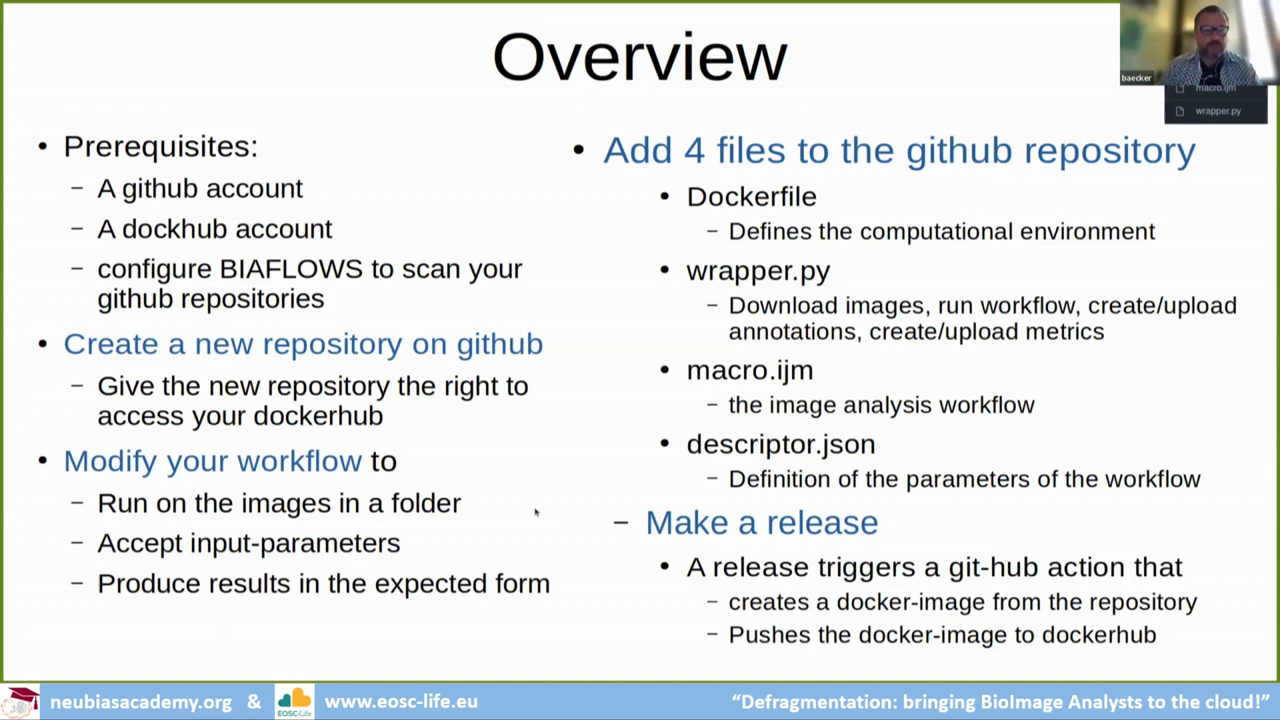 Overview
Prerequisites:
A github account
A dockhub account
configure BIAFLOWS to scan your
github repositories
Create a new repository on github
Give the new repository the right to
access your dockerhub
Modify your workflow to
Run on the images in a folder
Accept input-parameters
Produce results in the expected form
Add 4 files to the github repository
Dockerfile
Defines the computational environment
wrapper.py
Download images, run workflow, create/upload
annotations, create/upload metrics
macro.ijm
the image analysis workflow
descriptor.json
Definition of the parameters of the workflow
Make a release
A release triggers a git-hub action that
creates a docker-image from the repository
Pushes the docker-image to dockerhub
baecker
macro.ijm
wrapper.py
neubiasacademy.org & EOSC-Life www.eosc-life.eu “Defragmentation: bringing BioImage Analysts to the cloud!”